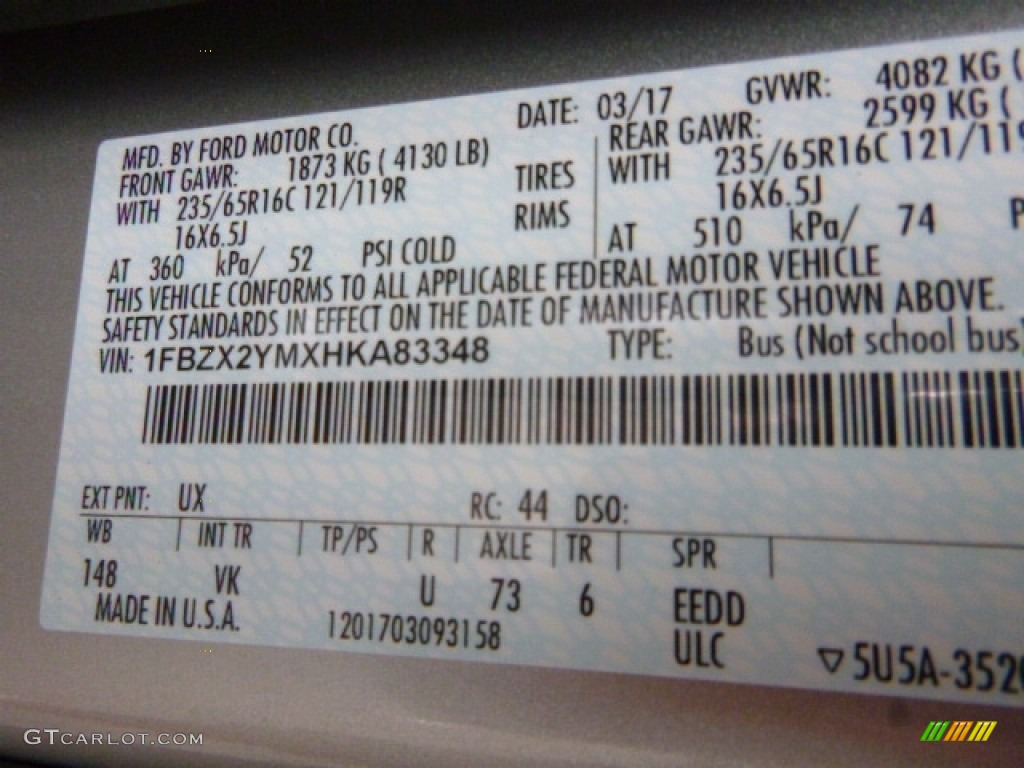 MFD. BY FORD MOTOR CO. DATE: 03/17 GVWR: 4082 KG (
FRONT GAWR: 1873 KG ( 4130 LB) REAR GAWR: 2599 KG (
WITH 235/65R16C 121/119R TIRES WITH 235/65R16C 121/119
16X6.5J RIMS 16X6.5J
AT 360 kPa/ 52 PSI COLD AT 510 kPa/ 74 P
THIS VEHICLE CONFORMS TO ALL APPLICABLE FEDERAL MOTOR VEHICLE
SAFETY STANDARDS IN EFFECT ON THE DATE OF MANUFACTURE SHOWN ABOVE.
VIN: 1FBZX2YMXHKA83348 TYPE: Bus (Not school bus)
EXT PNT: UX RC: 44 DSO:
WB INT TR TP/PS R AXLE TR SPR
148 VK U 73 6 EEDD
MADE IN U.S.A. 1201703093158 ULC ▽5U5A-3520
GTCARLOT.COM